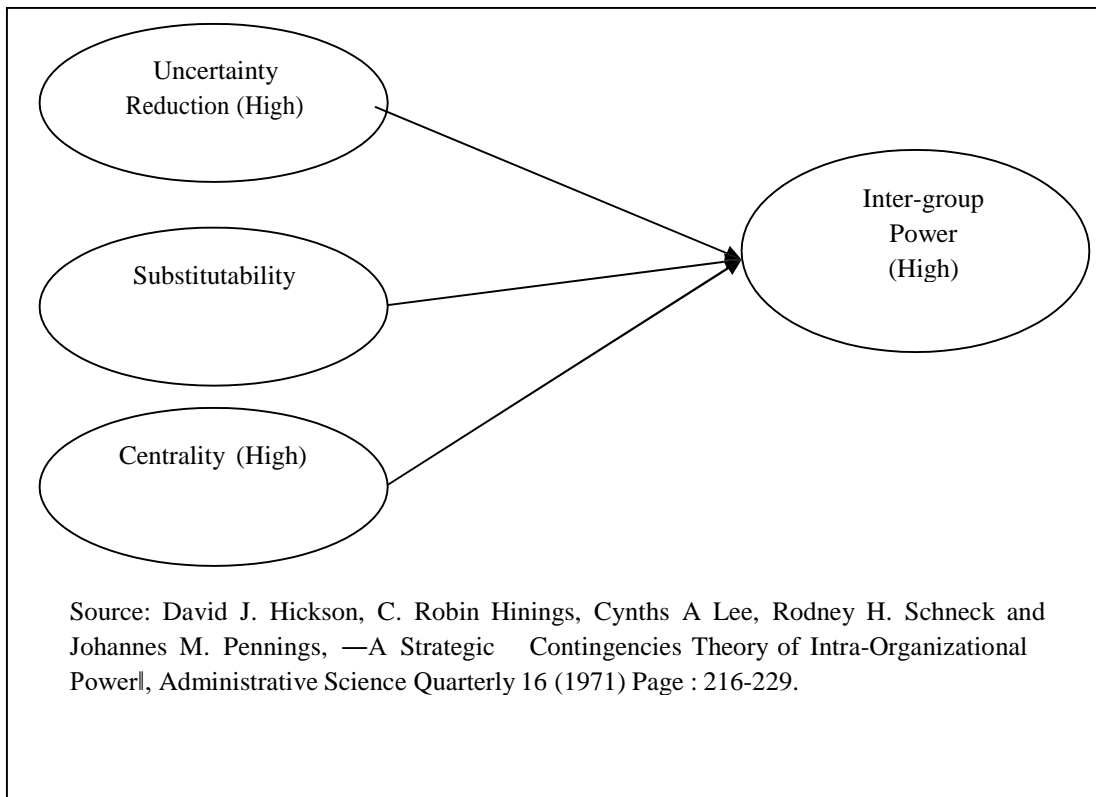 Uncertainty
Reduction (High)
Inter-group
Power
(High)
Substitutability
Centrality (High)
Source: David J. Hickson, C. Robin Hinings, Cynths A Lee, Rodney H. Schneck and
Johannes M. Pennings, ―A Strategic Contingencies Theory of Intra-Organizational
Power‖, Administrative Science Quarterly 16 (1971) Page : 216-229.